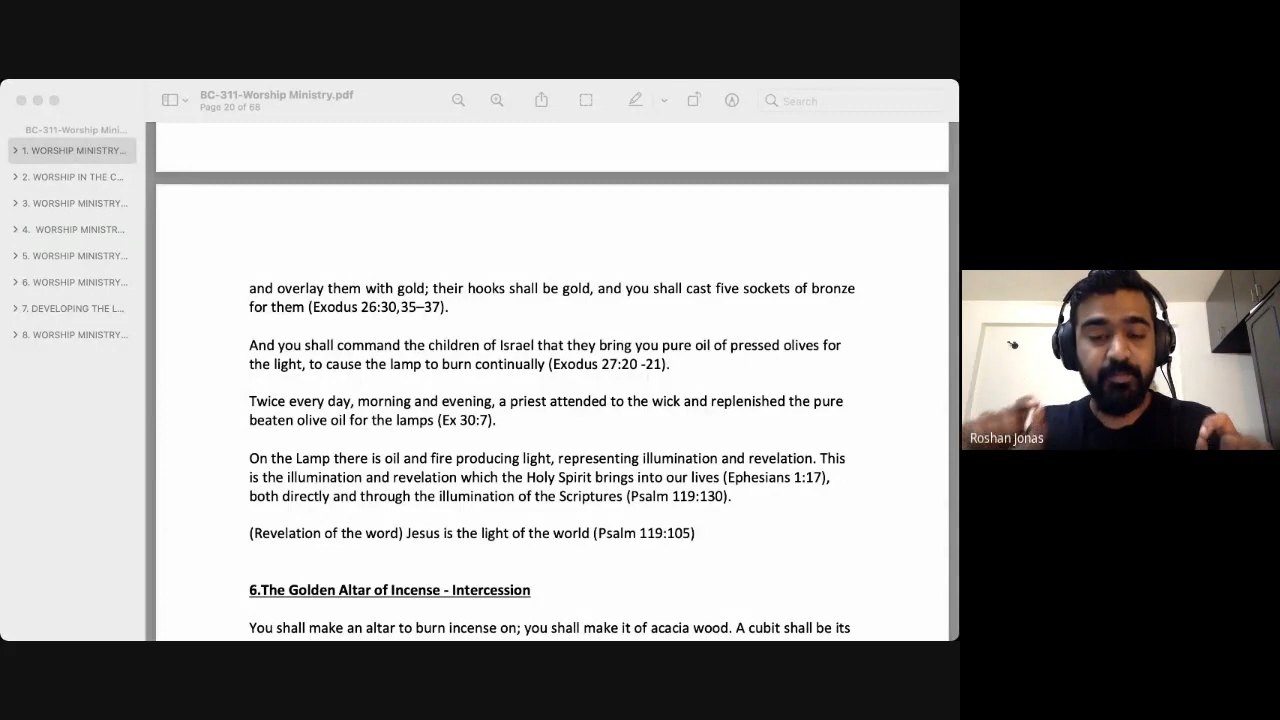 BC-311-Worship Ministry.pdf
Page 20 of 68
Search
BC-311-Worship Mini...
1. WORSHIP MINISTRY...
2. WORSHIP IN THE C...
3. WORSHIP MINISTRY...
4. WORSHIP MINISTR...
5. WORSHIP MINISTRY...
6. WORSHIP MINISTRY...
7. DEVELOPING THE L...
8. WORSHIP MINISTRY...
and overlay them with gold; their hooks shall be gold, and you shall cast five sockets of bronze
for them (Exodus 26:30,35–37).
And you shall command the children of Israel that they bring you pure oil of pressed olives for
the light, to cause the lamp to burn continually (Exodus 27:20 -21).
Twice every day, morning and evening, a priest attended to the wick and replenished the pure
beaten olive oil for the lamps (Ex 30:7).
On the Lamp there is oil and fire producing light, representing illumination and revelation. This
is the illumination and revelation which the Holy Spirit brings into our lives (Ephesians 1:17),
both directly and through the illumination of the Scriptures (Psalm 119:130).
(Revelation of the word) Jesus is the light of the world (Psalm 119:105)
6.The Golden Altar of Incense - Intercession
You shall make an altar to burn incense on; you shall make it of acacia wood. A cubit shall be its
Roshan Jonas